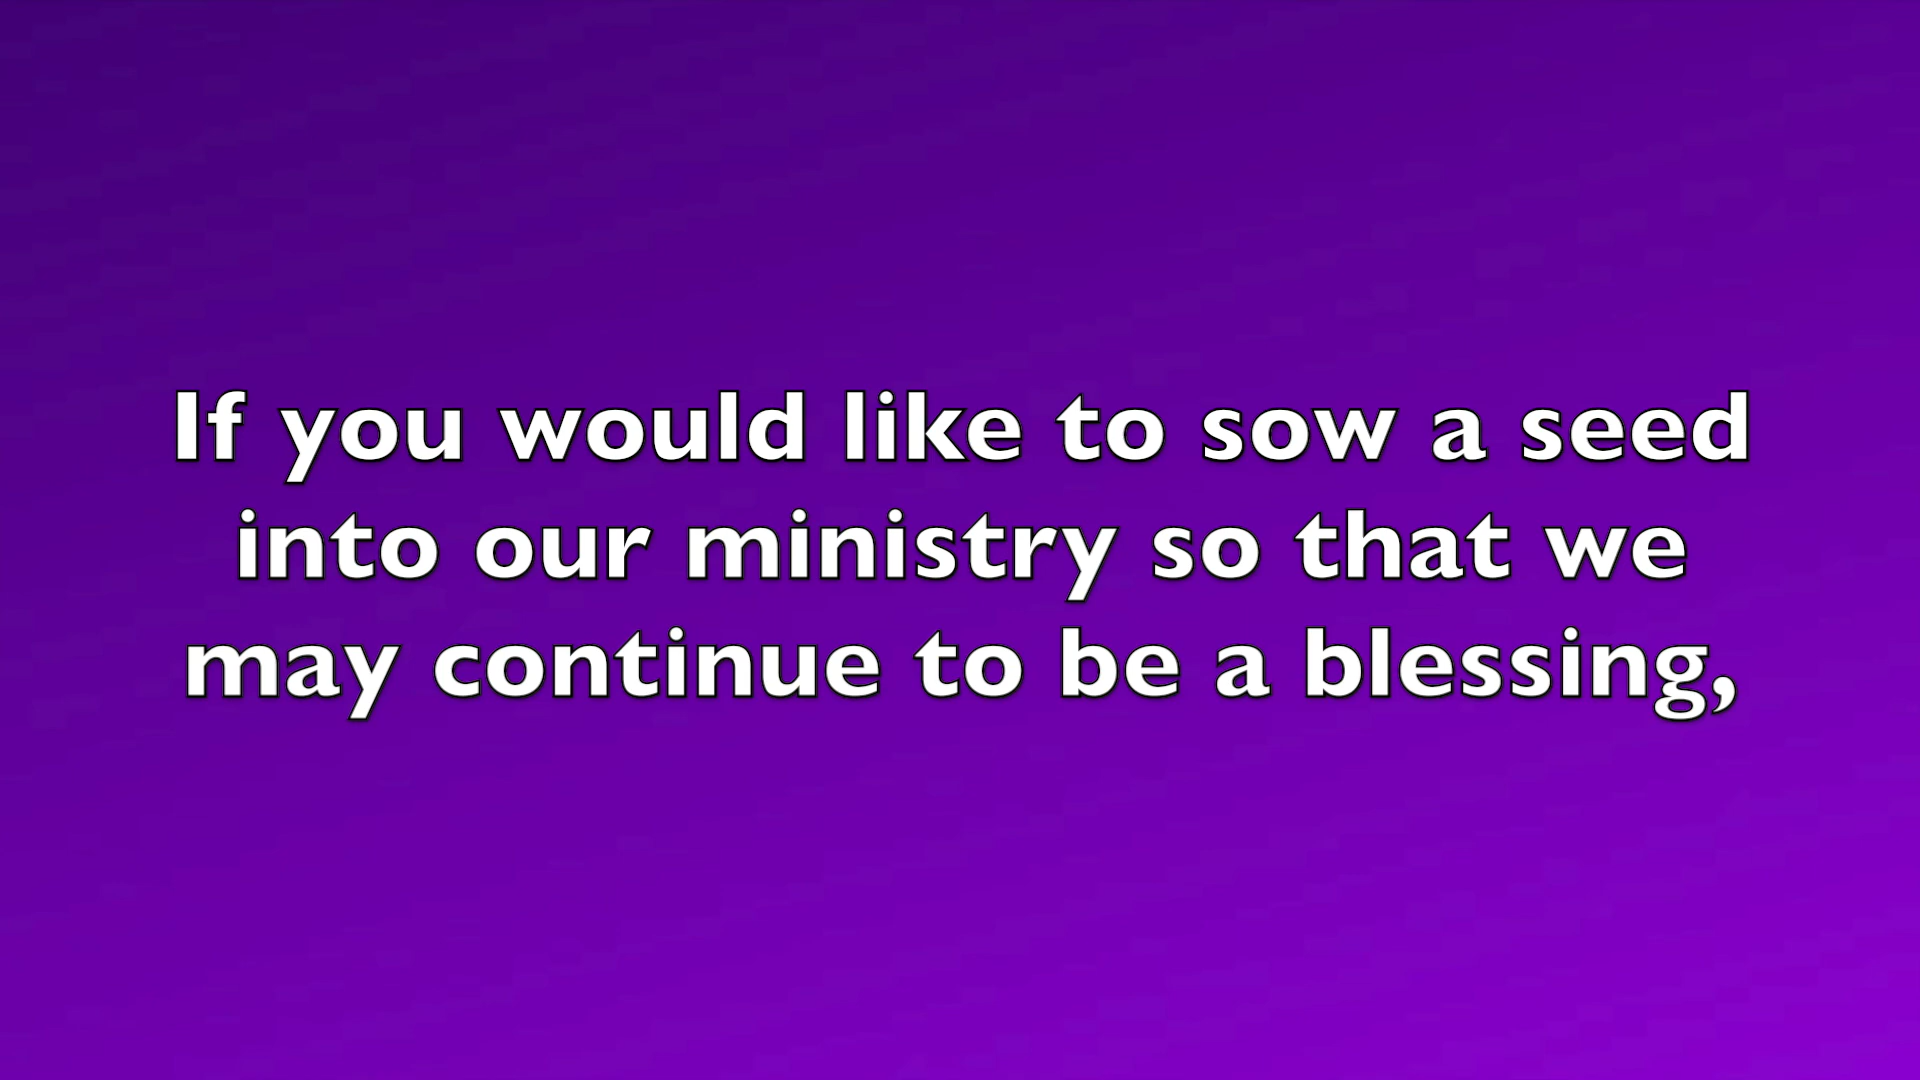 If you would like to sow a seed
into our ministry so that we
may continue to be a blessing,